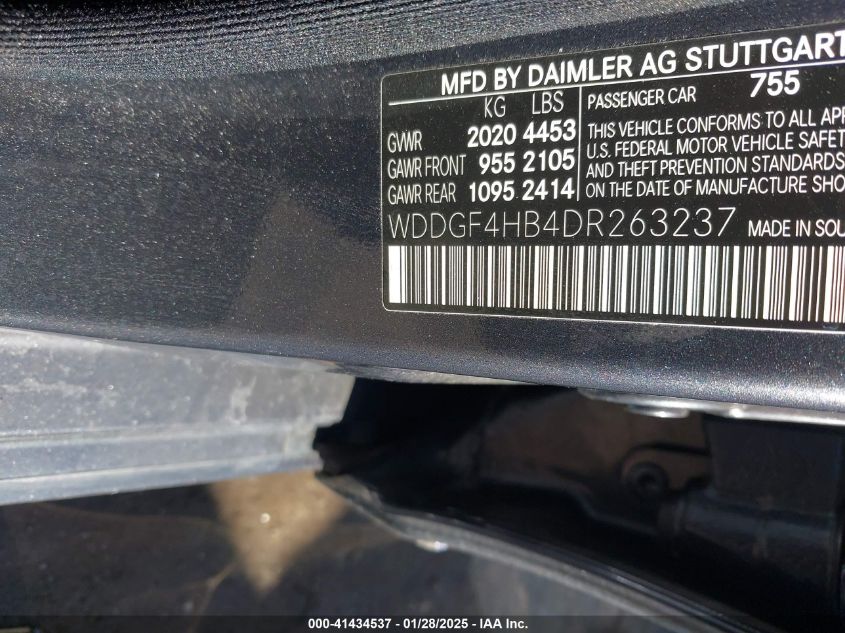 MFD BY DAIMLER AG STUTTGART
KG LBS
GVWR 2020 4453
GAWR FRONT 955 2105
GAWR REAR 1095 2414
PASSENGER CAR 755
THIS VEHICLE CONFORMS TO ALL APP
U.S. FEDERAL MOTOR VEHICLE SAFET
AND THEFT PREVENTION STANDARDS
ON THE DATE OF MANUFACTURE SHO
WDDGF4HB4DR263237 MADE IN SOU
000-41434537 - 01/28/2025 - IAA Inc.